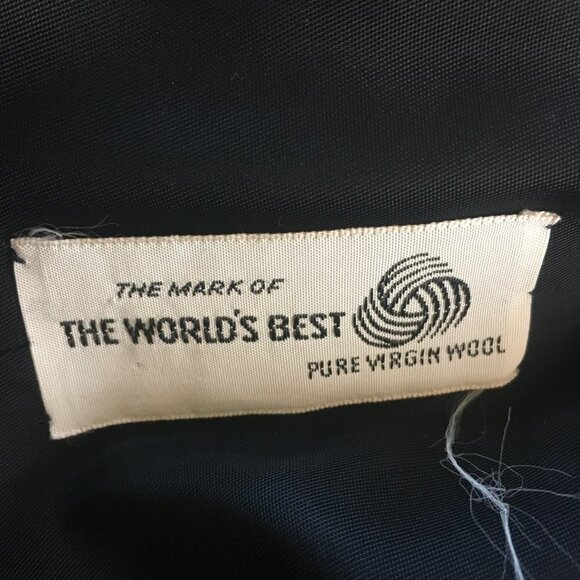 THE MARK OF
THE WORLD'S BEST
PURE VIRGIN WOOL